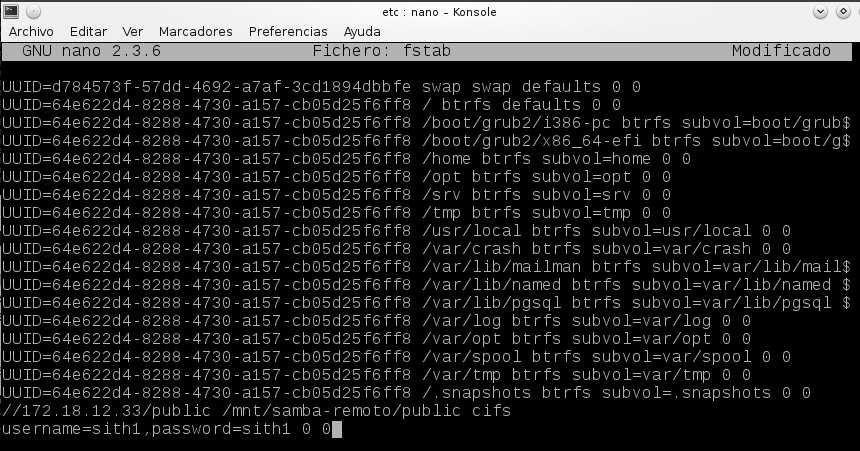 etc : nano – Konsole
Archivo Editar Ver Marcadores Preferencias Ayuda
GNU nano 2.3.6 Fichero: fstab Modificado
UUID=d784573f-57dd-4692-a7af-3cd1894dbbfe swap swap defaults 0 0
UUID=64e622d4-8288-4730-a157-cb05d25f6ff8 / btrfs defaults 0 0
UUID=64e622d4-8288-4730-a157-cb05d25f6ff8 /boot/grub2/i386-pc btrfs subvol=boot/grub$
UUID=64e622d4-8288-4730-a157-cb05d25f6ff8 /boot/grub2/x86_64-efi btrfs subvol=boot/g$
UUID=64e622d4-8288-4730-a157-cb05d25f6ff8 /home btrfs subvol=home 0 0
UUID=64e622d4-8288-4730-a157-cb05d25f6ff8 /opt btrfs subvol=opt 0 0
UUID=64e622d4-8288-4730-a157-cb05d25f6ff8 /srv btrfs subvol=srv 0 0
UUID=64e622d4-8288-4730-a157-cb05d25f6ff8 /tmp btrfs subvol=tmp 0 0
UUID=64e622d4-8288-4730-a157-cb05d25f6ff8 /usr/local btrfs subvol=usr/local 0 0
UUID=64e622d4-8288-4730-a157-cb05d25f6ff8 /var/crash btrfs subvol=var/crash 0 0
UUID=64e622d4-8288-4730-a157-cb05d25f6ff8 /var/lib/mailman btrfs subvol=var/lib/mail$
UUID=64e622d4-8288-4730-a157-cb05d25f6ff8 /var/lib/named btrfs subvol=var/lib/named $
UUID=64e622d4-8288-4730-a157-cb05d25f6ff8 /var/lib/pgsql btrfs subvol=var/lib/pgsql $
UUID=64e622d4-8288-4730-a157-cb05d25f6ff8 /var/log btrfs subvol=var/log 0 0
UUID=64e622d4-8288-4730-a157-cb05d25f6ff8 /var/opt btrfs subvol=var/opt 0 0
UUID=64e622d4-8288-4730-a157-cb05d25f6ff8 /var/spool btrfs subvol=var/spool 0 0
UUID=64e622d4-8288-4730-a157-cb05d25f6ff8 /var/tmp btrfs subvol=var/tmp 0 0
UUID=64e622d4-8288-4730-a157-cb05d25f6ff8 /.snapshots btrfs subvol=.snapshots 0 0
//172.18.12.33/public /mnt/samba-remoto/public cifs
username=sith1,password=sith1 0 0